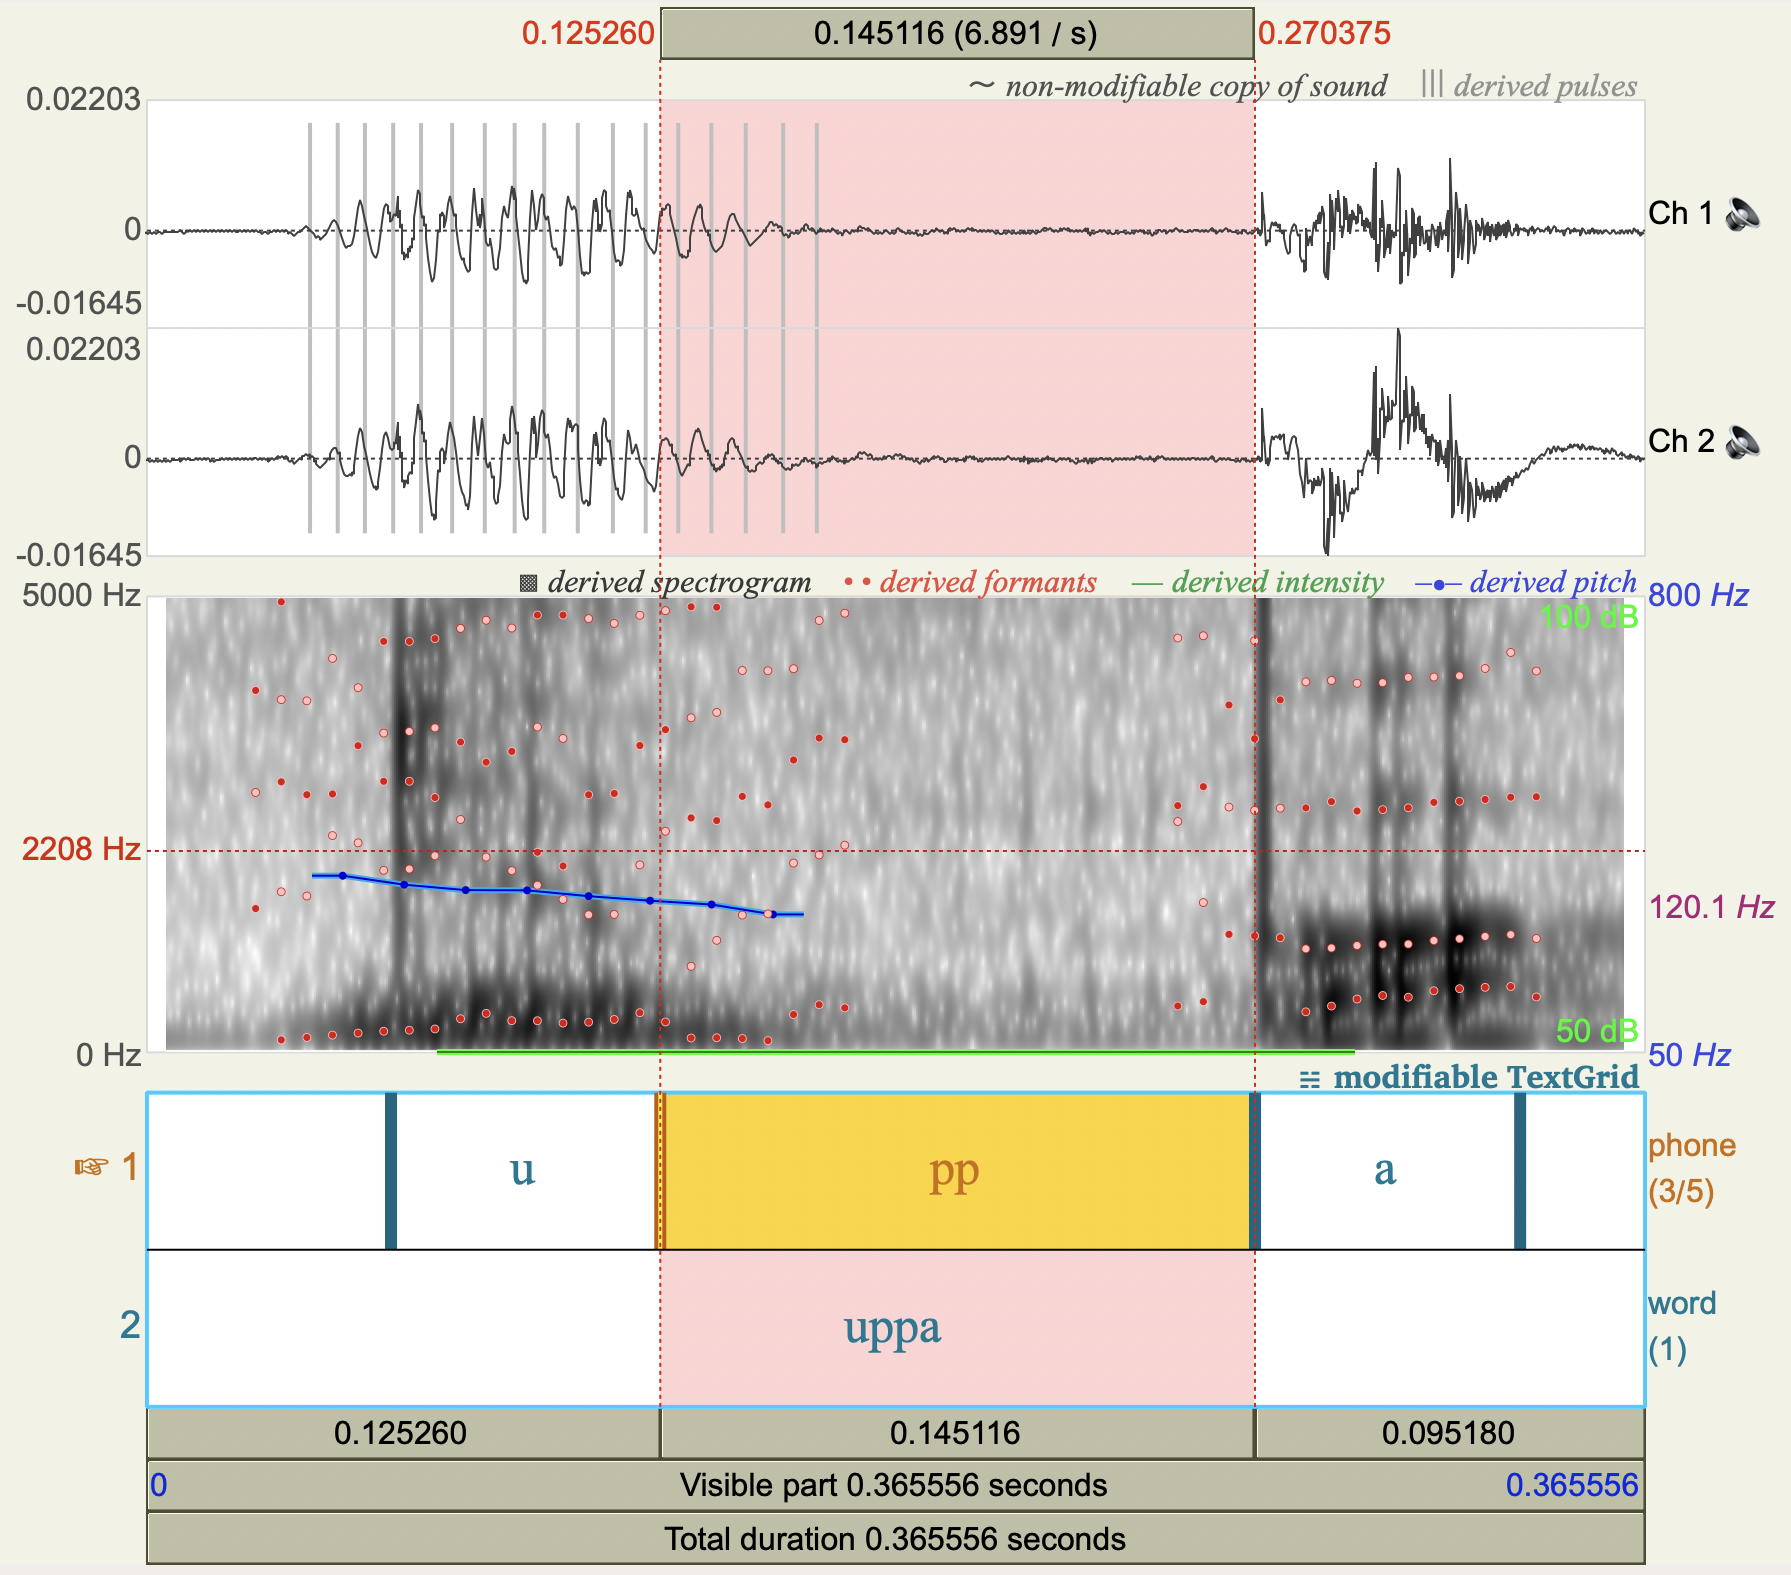 0.125260 0.145116 (6.891 / s) 0.270375
~ non-modifiable copy of sound ||| derived pulses
0.02203
0
-0.01645
Ch 1
0.02203
0
-0.01645
Ch 2
derived spectrogram derived formants derived intensity derived pitch
5000 Hz 800 Hz
100 dB
2208 Hz
120.1 Hz
50 dB
0 Hz 50 Hz
modifiable TextGrid
☞ 1 u pp a phone
(3/5)
2 uppa word
(1)
0.125260 0.145116 0.095180
0 Visible part 0.365556 seconds 0.365556
Total duration 0.365556 seconds